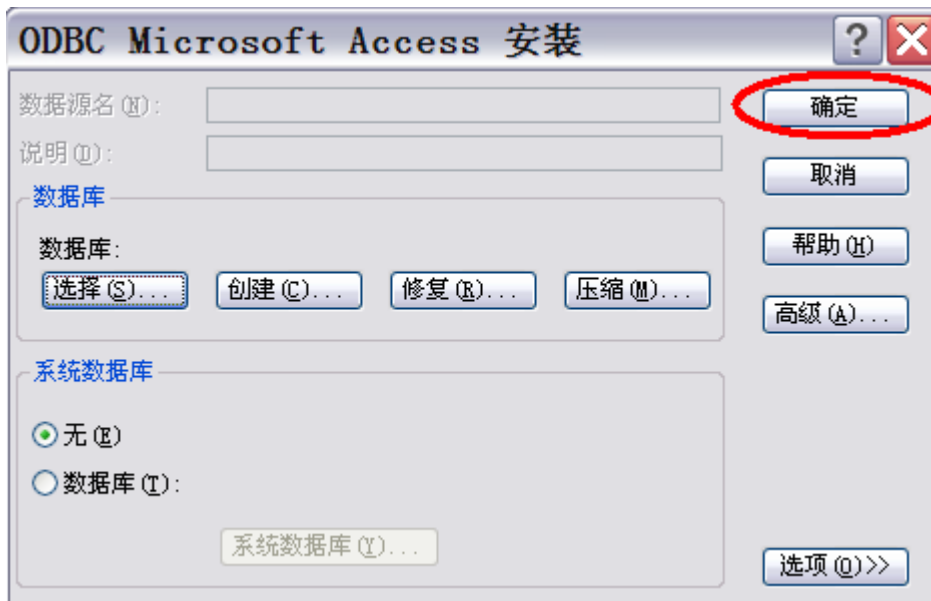 ODBC Microsoft Access 安装
数据源名(N):
确定
说明(D):
取消
数据库
数据库:
帮助(H)
选择(S)... 创建(C)... 修复(R)... 压缩(M)...
高级(A)...
系统数据库
无(E)
数据库(T):
系统数据库(Y)...
选项(O)>>